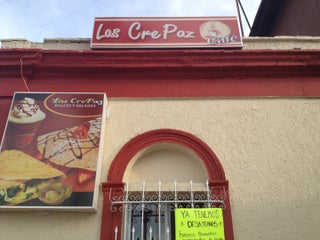 Las CrePaz
Café
Las CrePaz
DULCES Y SALADAS
YA TENEMOS
DESAYUNOS